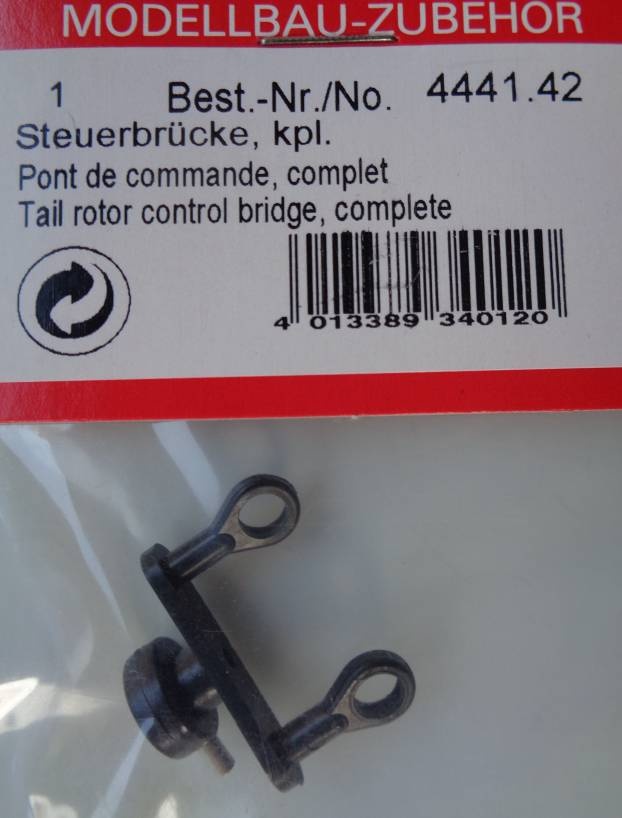 MODELLBAU-ZUBEHÖR
1 Best.-Nr./No. 4441.42
Steuerbrücke, kpl.
Pont de commande, complet
Tail rotor control bridge, complete
4 013389 340120